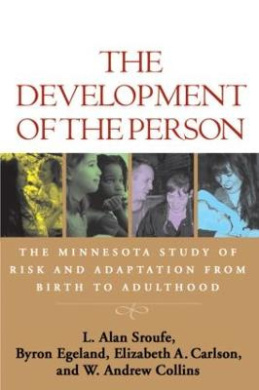 THE
DEVELOPMENT
OF THE PERSON
THE MINNESOTA STUDY OF
RISK AND ADAPTATION FROM
BIRTH TO ADULTHOOD
L. Alan Sroufe,
Byron Egeland, Elizabeth A. Carlson,
and W. Andrew Collins